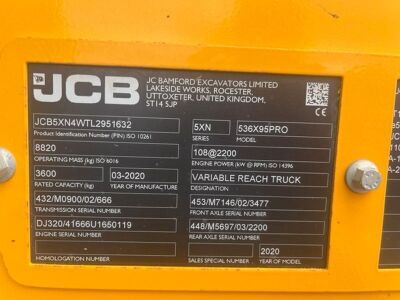 JCB
JC BAMFORD EXCAVATORS LIMITED
LAKESIDE WORKS, ROCESTER,
UTTOXETER, UNITED KINGDOM,
ST14 5JP
JCB5XN4WTL2951632
Product Identification Number (PIN) ISO 10261
5XN
SERIES
536X95PRO
MODEL
8820
OPERATING MASS (kg) ISO 6016
108@2200
ENGINE POWER (kW @ RPM) ISO 14396
3600
RATED CAPACITY (kg)
03-2020
YEAR OF MANUFACTURE
VARIABLE REACH TRUCK
DESIGNATION
432/M0900/02/666
TRANSMISSION SERIAL NUMBER
453/M7146/02/3477
FRONT AXLE SERIAL NUMBER
DJ320/41666U1650119
ENGINE SERIAL NUMBER
448/M5697/03/2200
REAR AXLE SERIAL NUMBER
HOMOLOGATION NUMBER
SALES SPECIAL NUMBER
2020
YEAR OF MODEL